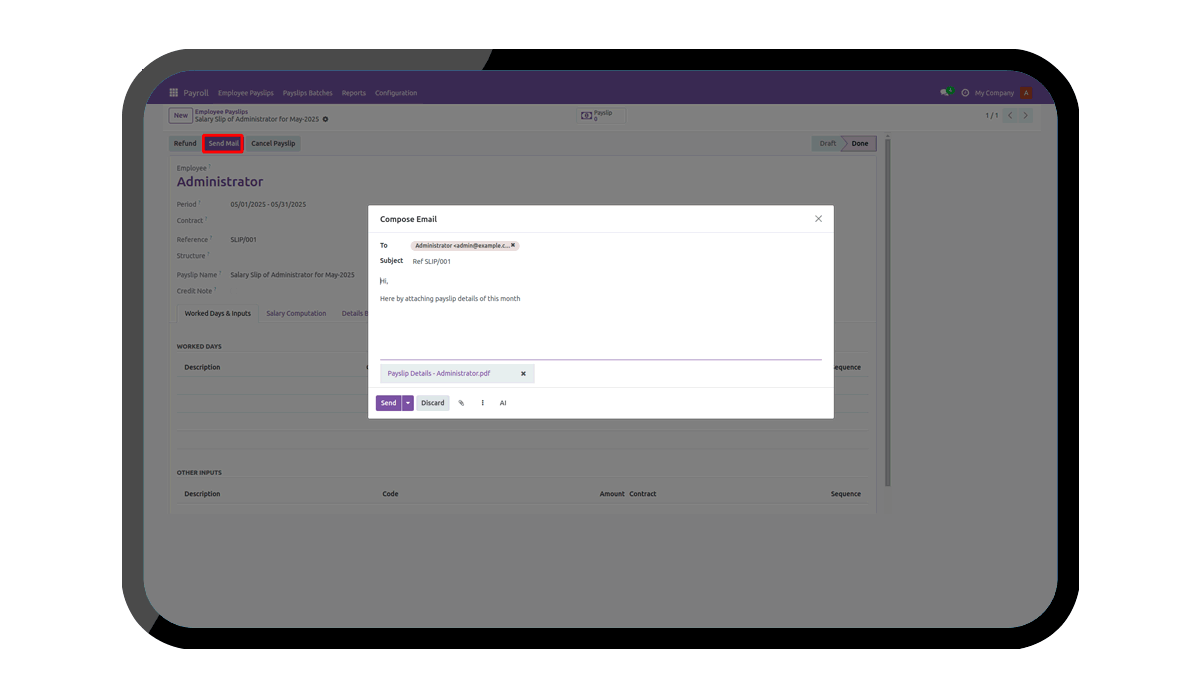 Payroll Employee Payslips Payslips Batches Reports Configuration My Company A
New Employee Payslips
Salary Slip of Administrator for May-2025
Payslip
0
1 / 1
Refund Send Mail Cancel Payslip Draft Done
Employee ?
Administrator
Period ? 05/01/2025 - 05/31/2025
Contract ?
Reference ? SLIP/001
Structure ?
Payslip Name ? Salary Slip of Administrator for May-2025
Credit Note ?
Worked Days & Inputs Salary Computation Details B
WORKED DAYS
Description equence
OTHER INPUTS
Description Code Amount Contract Sequence
Compose Email
To Administrator <admin@example.c...
Subject Ref SLIP/001
Hi,
Here by attaching payslip details of this month
Payslip Details - Administrator.pdf
Send Discard AI